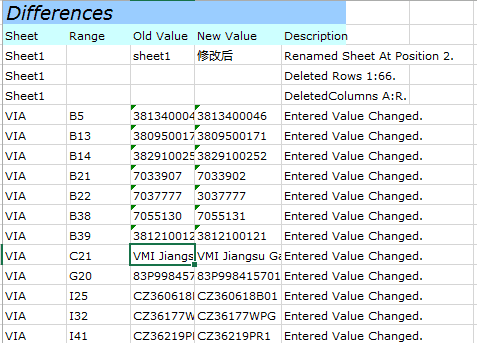 Differences
Sheet Range Old Value New Value Description
Sheet1 sheet1 修改后 Renamed Sheet At Position 2.
Sheet1 Deleted Rows 1:66.
Sheet1 DeletedColumns A:R.
VIA B5 381340004 3813400046 Entered Value Changed.
VIA B13 380950017 3809500171 Entered Value Changed.
VIA B14 382910025 3829100252 Entered Value Changed.
VIA B21 7033907 7033902 Entered Value Changed.
VIA B22 7037777 3037777 Entered Value Changed.
VIA B38 7055130 7055131 Entered Value Changed.
VIA B39 381210012 3812100121 Entered Value Changed.
VIA C21 VMI Jiangs VMI Jiangsu Ga Entered Value Changed.
VIA G20 83P998457 83P998415701 Entered Value Changed.
VIA I25 CZ360618 CZ360618B01 Entered Value Changed.
VIA I32 CZ36177W CZ36177WPG Entered Value Changed.
VIA I41 CZ36219P CZ36219PR1 Entered Value Changed.